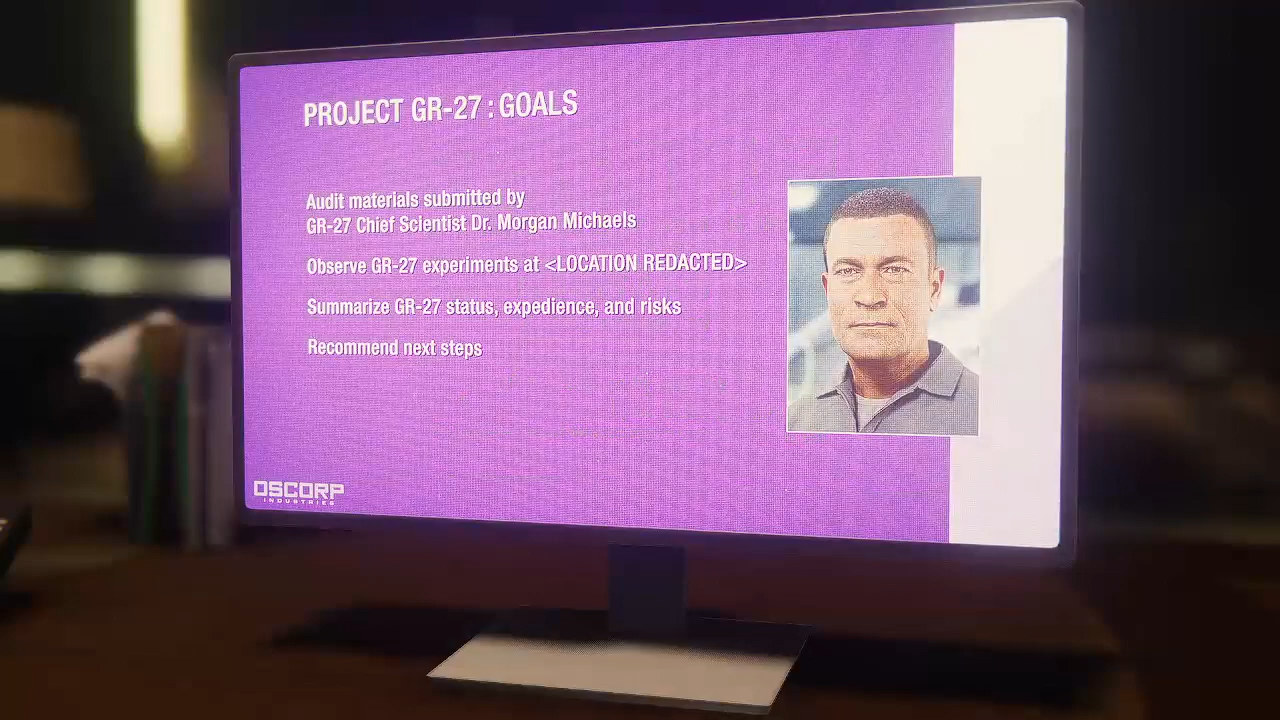 PROJECT GR-27 : GOALS
Audit materials submitted by
GR-27 Chief Scientist Dr. Morgan Michaels
Observe GR-27 experiments at <LOCATION REDACTED>
Summarize GR-27 status, expedience, and risks
Recommend next steps
OSCORP
INDUSTRIES